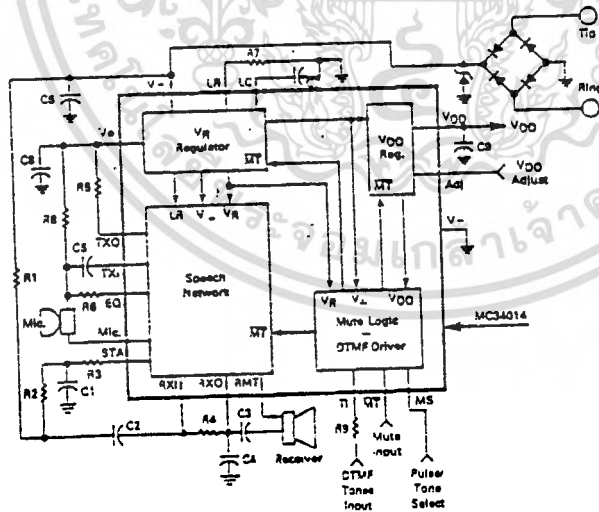 R7
Tip
V-
LR
LC
C5
Ring
VR
Regulator
VDD
Reg.
VDD
VDD
C9
C8
R5
MT
MT
Adj
VDD
Adjust
LR
V-
VR
R8
TXO
V-
C5
TXI
R1
Speech
Network
VR
V+
VDD
R6
EQ
MC34014
Mic.
Mic.
MT
Mute Logic
DTMF Driver
STA
R2
R3
C1
RXI
RXO
RMT
TI
MT
MS
C2
R4
C3
R9
Mute
Input
C4
Receiver
DTMF
Tones
Input
Pulse/
Tone
Select